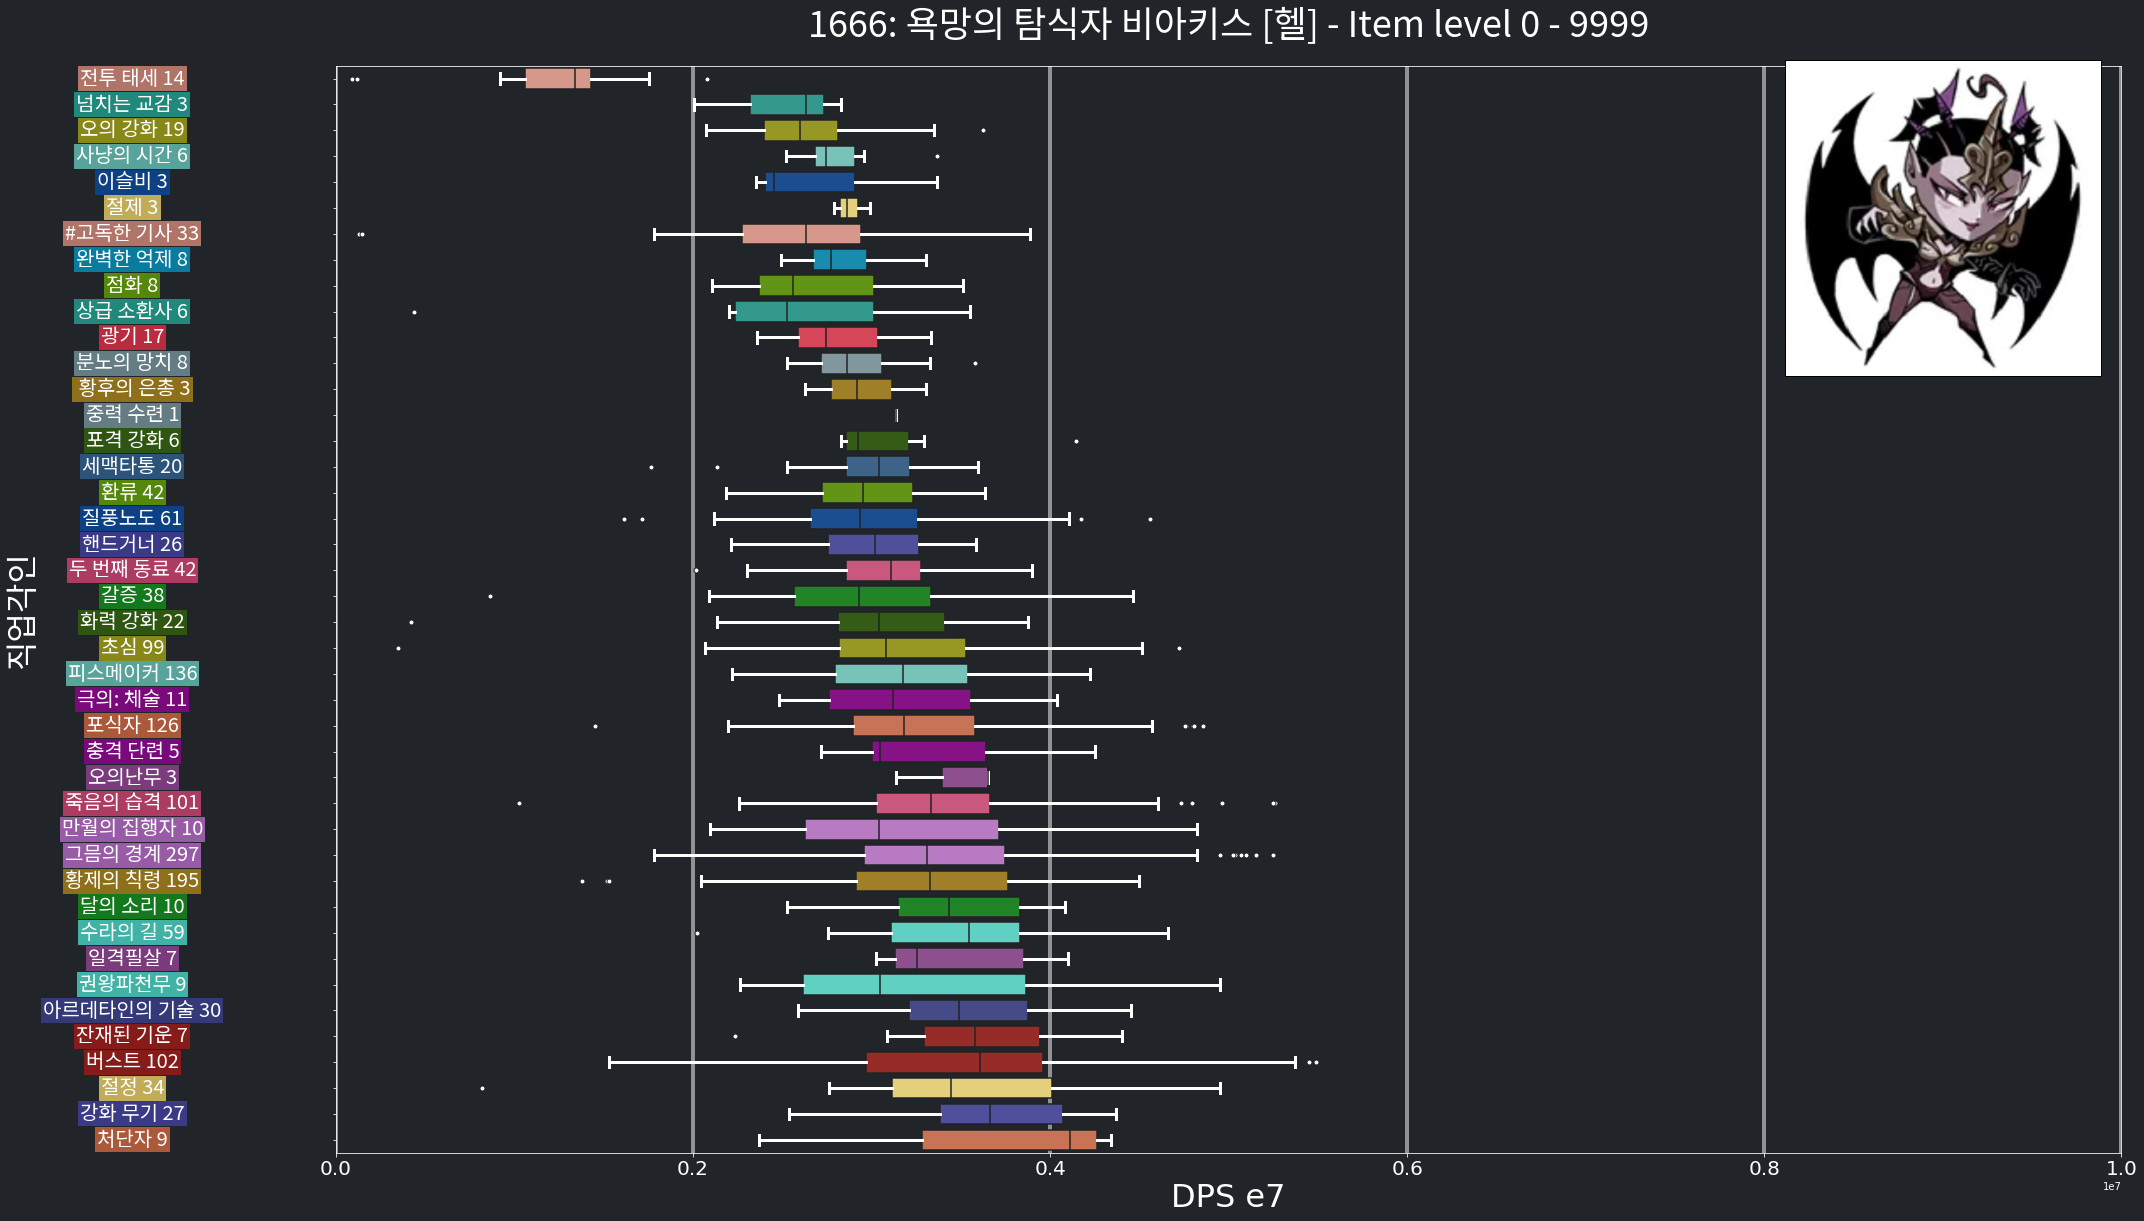 1666: 욕망의 탐식자 비아키스 [헬] - Item level 0 - 9999
직업각인
전투 태세 14
넘치는 교감 3
오의 강화 19
사냥의 시간 6
이슬비 3
절제 3
#고독한 기사 33
완벽한 억제 8
점화 8
상급 소환사 6
광기 17
분노의 망치 8
황후의 은총 3
중력 수련 1
포격 강화 6
세맥타통 20
환류 42
질풍노도 61
핸드거너 26
두 번째 동료 42
갈증 38
화력 강화 22
초심 99
피스메이커 136
극의: 체술 11
포식자 126
충격 단련 5
오의난무 3
죽음의 습격 101
만월의 집행자 10
그믐의 경계 297
황제의 칙령 195
달의 소리 10
수라의 길 59
일격필살 7
권왕파천무 9
아르데타인의 기술 30
잔재된 기운 7
버스트 102
절정 34
강화 무기 27
처단자 9
0.0 0.2 0.4 0.6 0.8 1.0
1e7
DPS e7